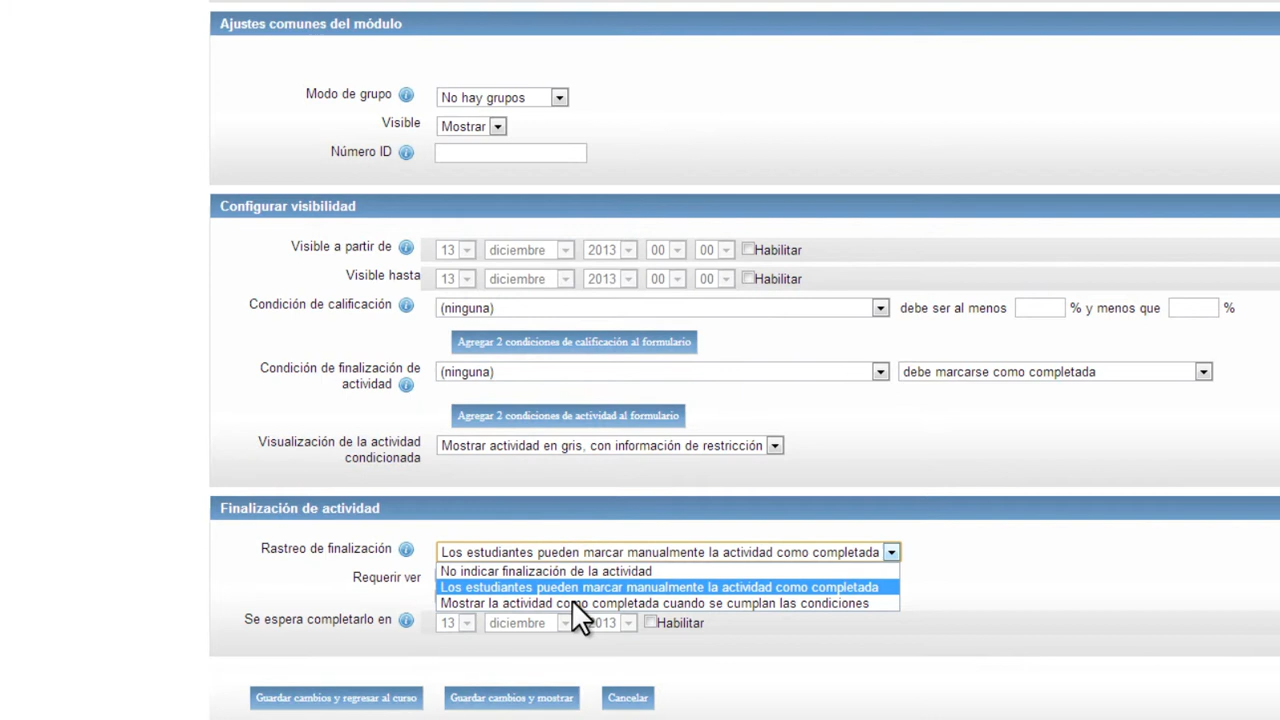 Ajustes comunes del módulo
Modo de grupo No hay grupos
Visible Mostrar
Número ID
Configurar visibilidad
Visible a partir de 13 diciembre 2013 00 00 Habilitar
Visible hasta 13 diciembre 2013 00 00 Habilitar
Condición de calificación (ninguna) debe ser al menos % y menos que %
Agregar 2 condiciones de calificación al formulario
Condición de finalización de actividad (ninguna) debe marcarse como completada
Agregar 2 condiciones de actividad al formulario
Visualización de la actividad condicionada Mostrar actividad en gris, con información de restricción
Finalización de actividad
Rastreo de finalización Los estudiantes pueden marcar manualmente la actividad como completada
No indicar finalización de la actividad
Requerir ver Los estudiantes pueden marcar manualmente la actividad como completada
Mostrar la actividad como completada cuando se cumplan las condiciones
Se espera completarlo en 13 diciembre 2013 Habilitar
Guardar cambios y regresar al curso Guardar cambios y mostrar Cancelar